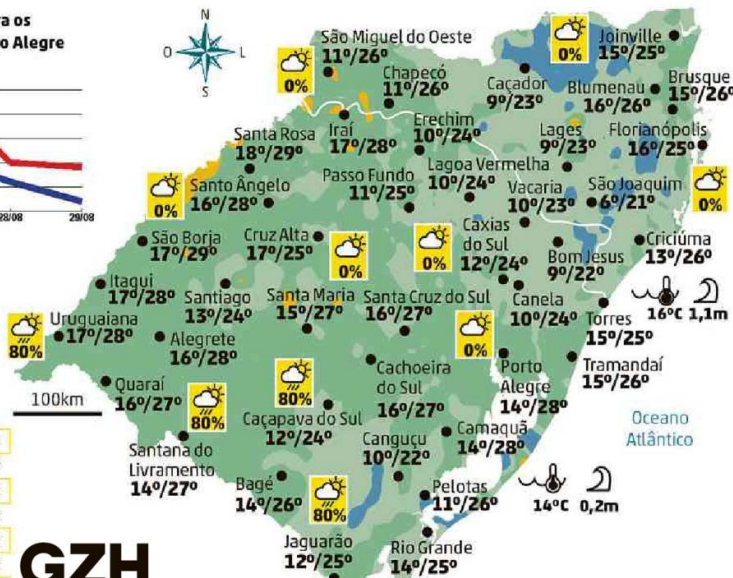 ra os
o Alegre
28/08
29/08
N
O
L
S
São Miguel do Oeste
11º/26º
0%
Chapecó
11º/26º
0%
Caçador
9º/23º
Joinville
15º/25º
Blumenau
16º/26º
Brusque
15º/26º
Iraí
17º/28º
Erechim
10º/24º
Lages
9º/23º
Florianópolis
16º/25º
Santa Rosa
18º/29º
Passo Fundo
11º/25º
Lagoa Vermelha
10º/24º
Vacaria
10º/23º
São Joaquim
6º/21º
0%
0%
Santo Ângelo
16º/28º
São Borja
17º/29º
Cruz Alta
17º/25º
0%
0%
Caxias
do Sul
12º/24º
Bom Jesus
9º/22º
Criciúma
13º/26º
Itaqui
17º/28º
Santiago
13º/24º
Santa Maria
15º/27º
Santa Cruz do Sul
16º/27º
Canela
10º/24º
16ºC
1,1m
Torres
15º/25º
80%
Uruguaiana
17º/28º
Alegrete
16º/28º
0%
Cachoeira
do Sul
16º/27º
Porto
Alegre
14º/28º
Tramandaí
15º/26º
Quaraí
16º/27º
100km
80%
80%
Caçapava do Sul
12º/24º
Camaquã
14º/28º
Oceano
Atlântico
Santana do
Livramento
14º/27º
Canguçu
10º/22º
Bagé
14º/26º
80%
Pelotas
11º/26º
14ºC
0,2m
Jaguarão
12º/25º
Rio Grande
14º/25º
GZH